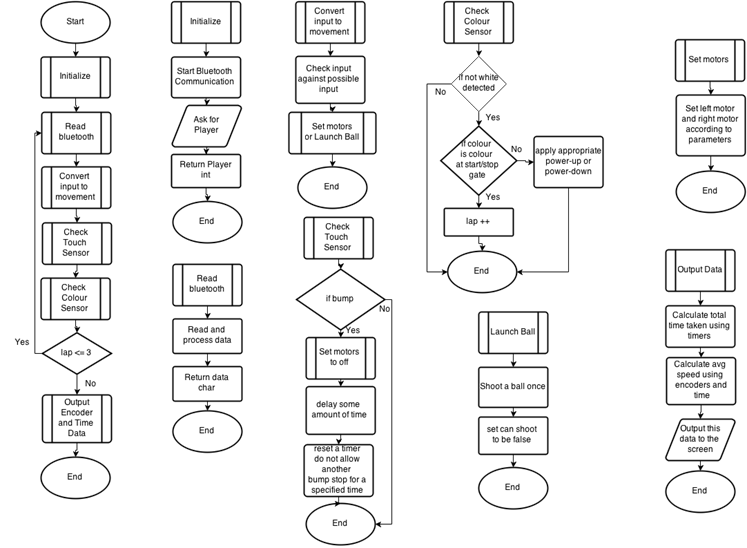 Start
Initialize
Read
bluetooth
Convert
input to
movement
Check
Touch
Sensor
Check
Colour
Sensor
lap <= 3
Yes
No
Output
Encoder
and Time
Data
End
Initialize
Start Bluetooth
Communication
Ask for
Player
Return Player
int
End
Read
bluetooth
Read and
process data
Return data
char
End
Convert
input to
movement
Check input
against possible
input
Set motors
or Launch Ball
End
Check
Touch
Sensor
if bump
No
Yes
Set motors
to off
delay some
amount of time
reset a timer
do not allow
another
bump stop for a
specified time
End
Check
Colour
Sensor
if not white
detected
No
Yes
if colour
is colour
at start/stop
gate
No
apply appropriate
power-up or
power-down
Yes
lap ++
End
Launch Ball
Shoot a ball once
set can shoot
to be false
End
Set motors
Set left motor
and right motor
according to
parameters
End
Output Data
Calculate total
time taken using
timers
Calculate avg
speed using
encoders and
time
Output this
data to the
screen
End